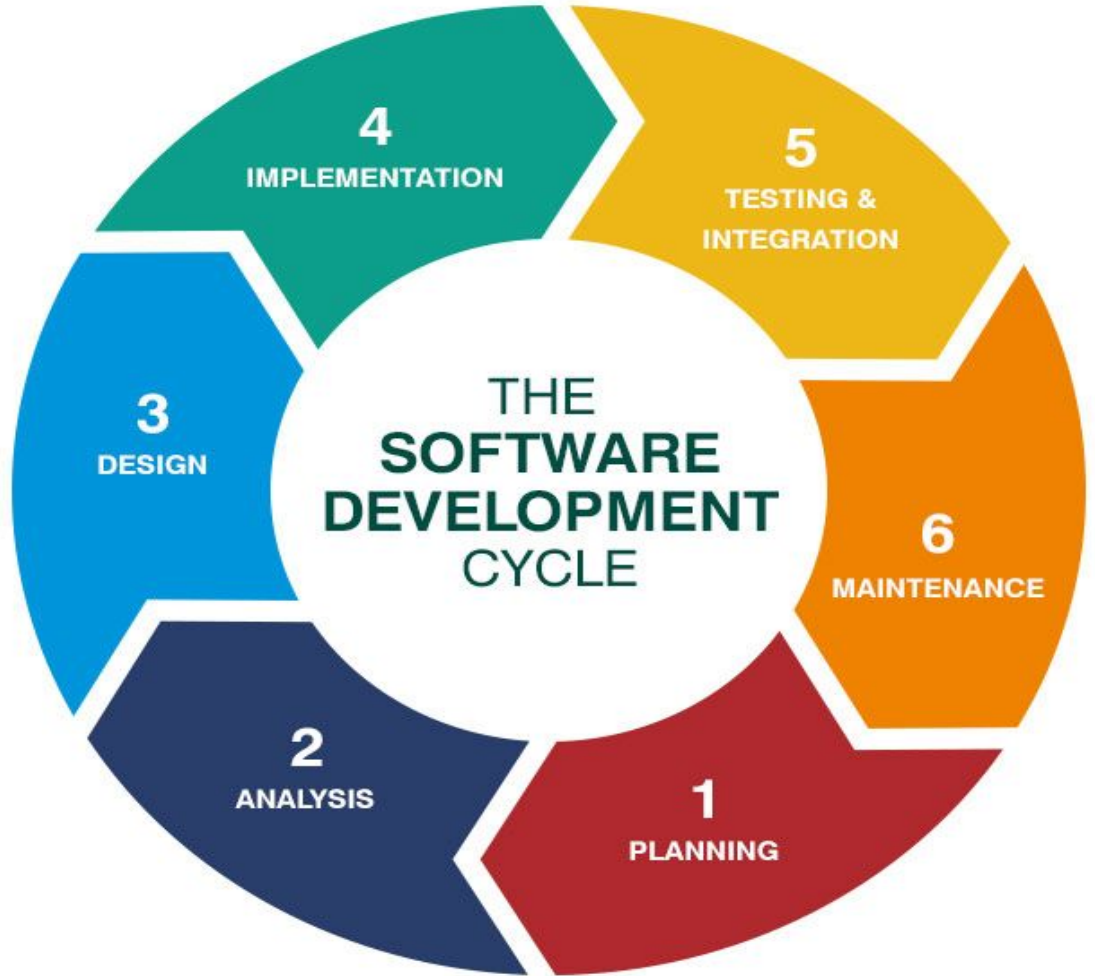 THE
SOFTWARE
DEVELOPMENT
CYCLE
1
PLANNING
2
ANALYSIS
3
DESIGN
4
IMPLEMENTATION
5
TESTING &
INTEGRATION
6
MAINTENANCE